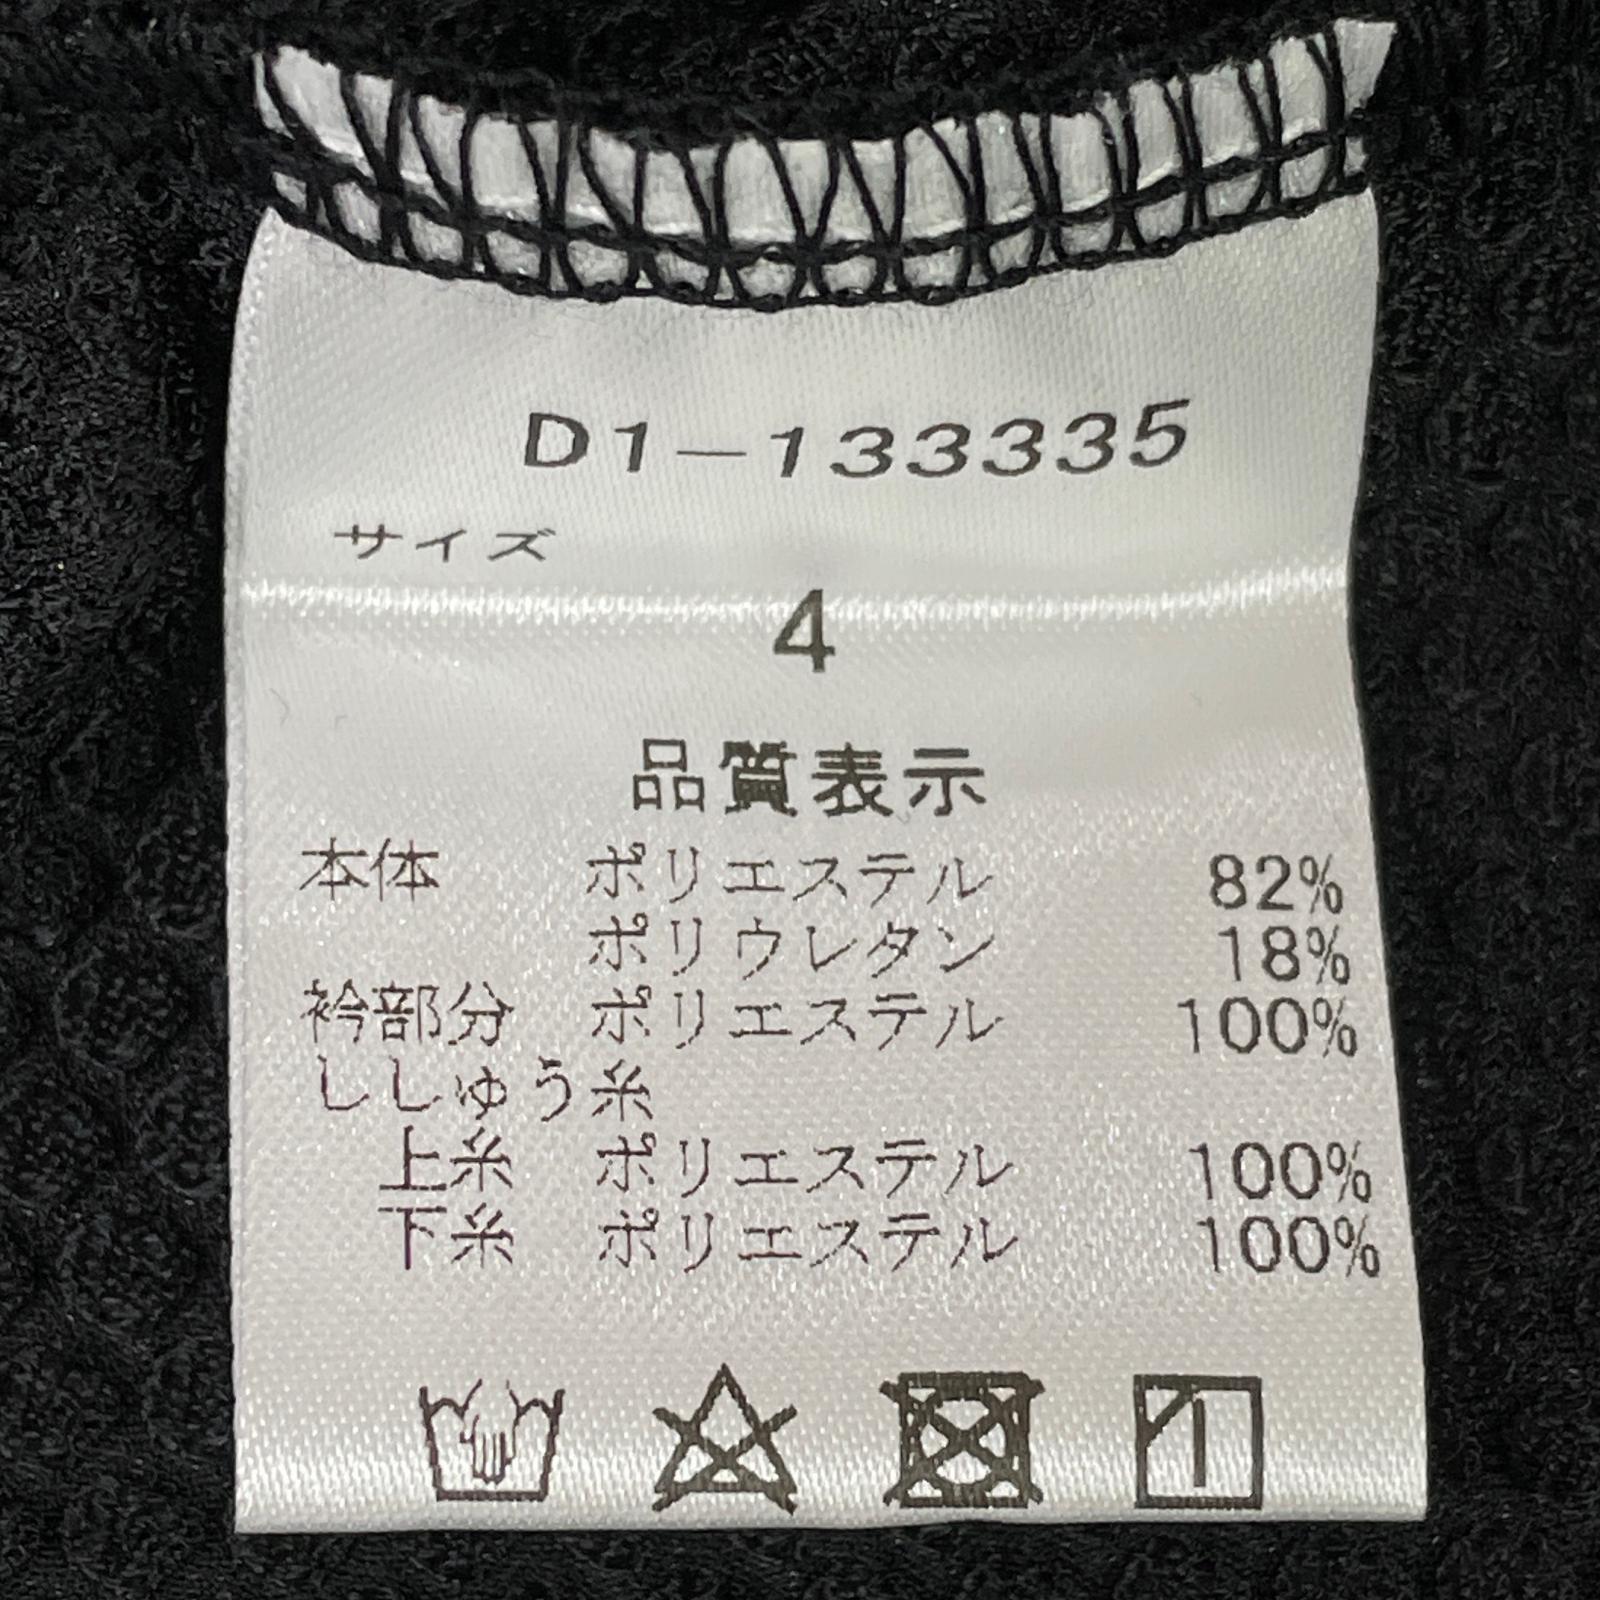 D1-133335
サイズ
4
品質表示
本体 ポリエステル 82%
ポリウレタン 18%
衿部分 ポリエステル 100%
ししゅう糸
上糸 ポリエステル 100%
下糸 ポリエステル 100%